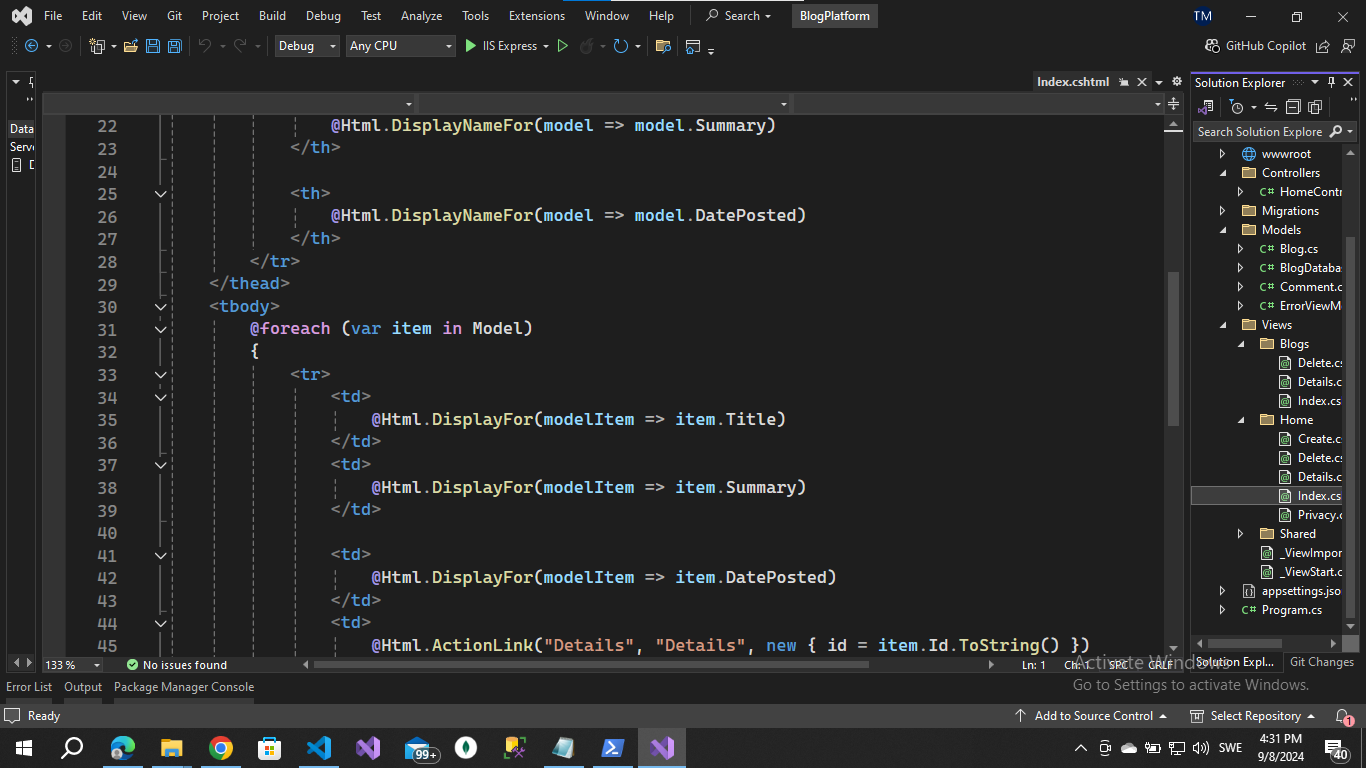 File Edit View Git Project Build Debug Test Analyze Tools Extensions Window Help Search BlogPlatform TM
Debug Any CPU IIS Express GitHub Copilot
Index.cshtml
Solution Explorer
Search Solution Explore
Data
Serv
22 @Html.DisplayNameFor(model => model.Summary)
23 </th>
24
25 <th>
26 @Html.DisplayNameFor(model => model.DatePosted)
27 </th>
28 </tr>
29 </thead>
30 <tbody>
31 @foreach (var item in Model)
32 {
33 <tr>
34 <td>
35 @Html.DisplayFor(modelItem => item.Title)
36 </td>
37 <td>
38 @Html.DisplayFor(modelItem => item.Summary)
39 </td>
40
41 <td>
42 @Html.DisplayFor(modelItem => item.DatePosted)
43 </td>
44 <td>
45 @Html.ActionLink("Details", "Details", new { id = item.Id.ToString() })
wwwroot
Controllers
C# HomeContr
Migrations
Models
C# Blog.cs
C# BlogDataba
C# Comment.c
C# ErrorViewM
Views
Blogs
Delete.cs
Details.c
Index.cs
Home
Create.c
Delete.cs
Details.c
Index.cs
Privacy.c
Shared
_ViewImpor
_ViewStart.c
appsettings.jso
C# Program.cs
133 % No issues found Ln: 1 Ch: 1 SPC CRLF
Solution Expl... Git Changes
Activate Windows
Go to Settings to activate Windows.
Error List Output Package Manager Console
Ready Add to Source Control Select Repository 1
99+ SWE 4:31 PM
9/8/2024 40